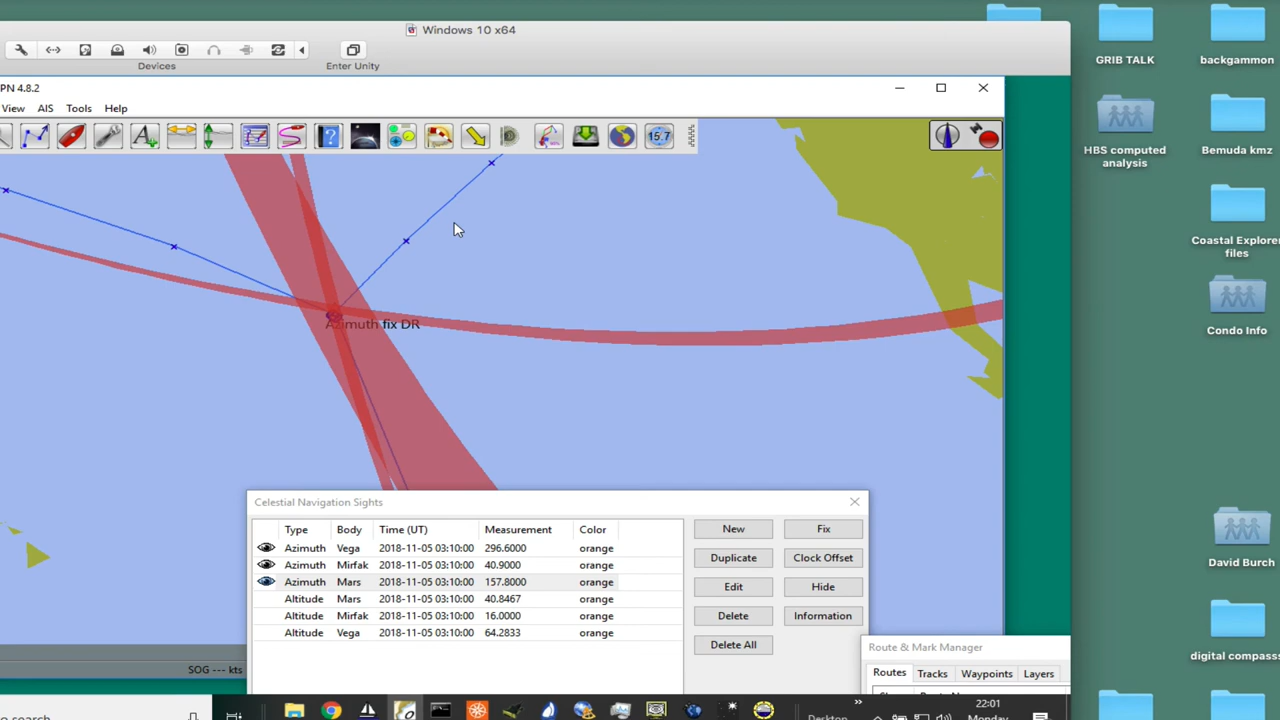 Windows 10 x64
Devices
Enter Unity
PN 4.8.2
View AIS Tools Help
15.7
Azimuth fix DR
Celestial Navigation Sights
Type Body Time (UT) Measurement Color
Azimuth Vega 2018-11-05 03:10:00 296.6000 orange
Azimuth Mirfak 2018-11-05 03:10:00 40.9000 orange
Azimuth Mars 2018-11-05 03:10:00 157.8000 orange
Altitude Mars 2018-11-05 03:10:00 40.8467 orange
Altitude Mirfak 2018-11-05 03:10:00 16.0000 orange
Altitude Vega 2018-11-05 03:10:00 64.2833 orange
New Fix
Duplicate Clock Offset
Edit Hide
Delete Information
Delete All
Route & Mark Manager
Routes Tracks Waypoints Layers
SOG --- kts
search
Desktop
22:01
Monday
GRIB TALK
backgammon
HBS computed
analysis
Bemuda kmz
Coastal Explorer
files
Condo Info
David Burch
digital compass